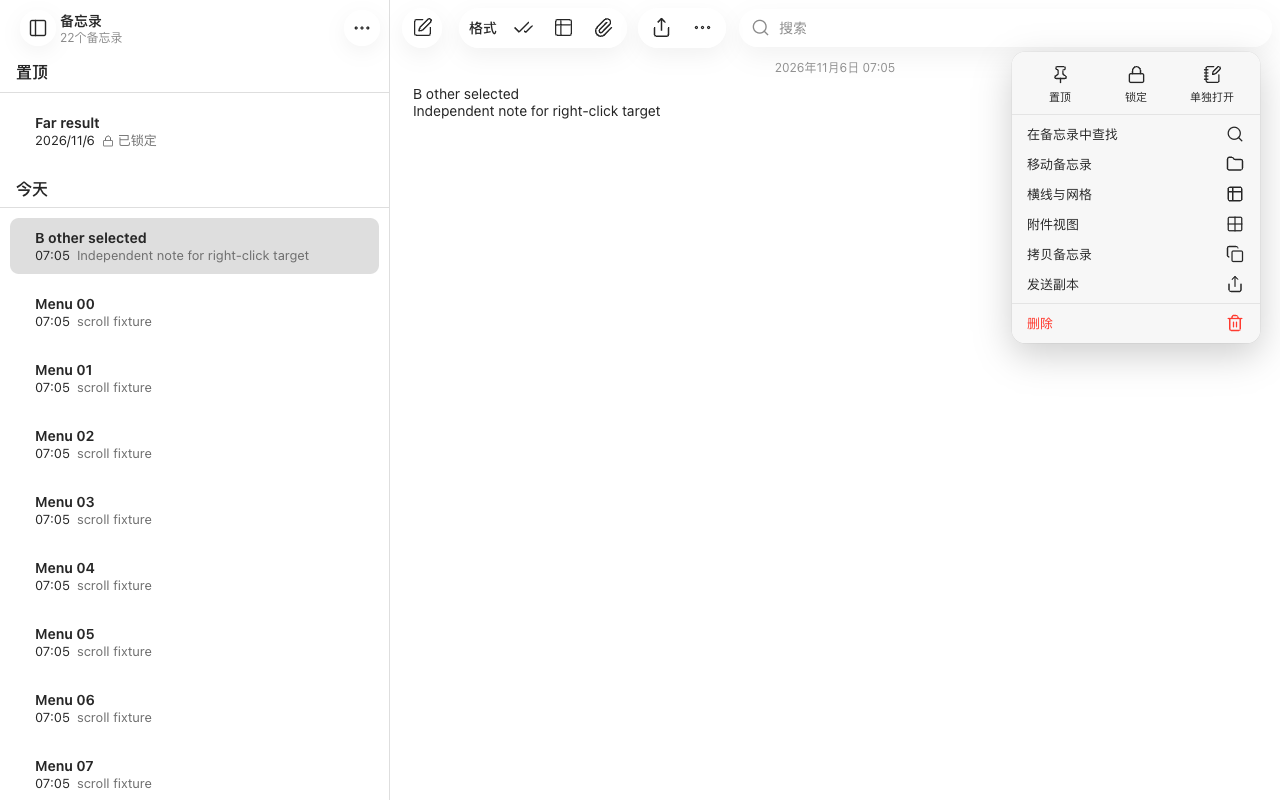 备忘录
22个备忘录
置顶
Far result
2026/11/6 已锁定
今天
B other selected
07:05 Independent note for right-click target
Menu 00
07:05 scroll fixture
Menu 01
07:05 scroll fixture
Menu 02
07:05 scroll fixture
Menu 03
07:05 scroll fixture
Menu 04
07:05 scroll fixture
Menu 05
07:05 scroll fixture
Menu 06
07:05 scroll fixture
Menu 07
07:05 scroll fixture
格式
搜索
2026年11月6日 07:05
B other selected
Independent note for right-click target
置顶 锁定 单独打开
在备忘录中查找
移动备忘录
横线与网格
附件视图
拷贝备忘录
发送副本
删除